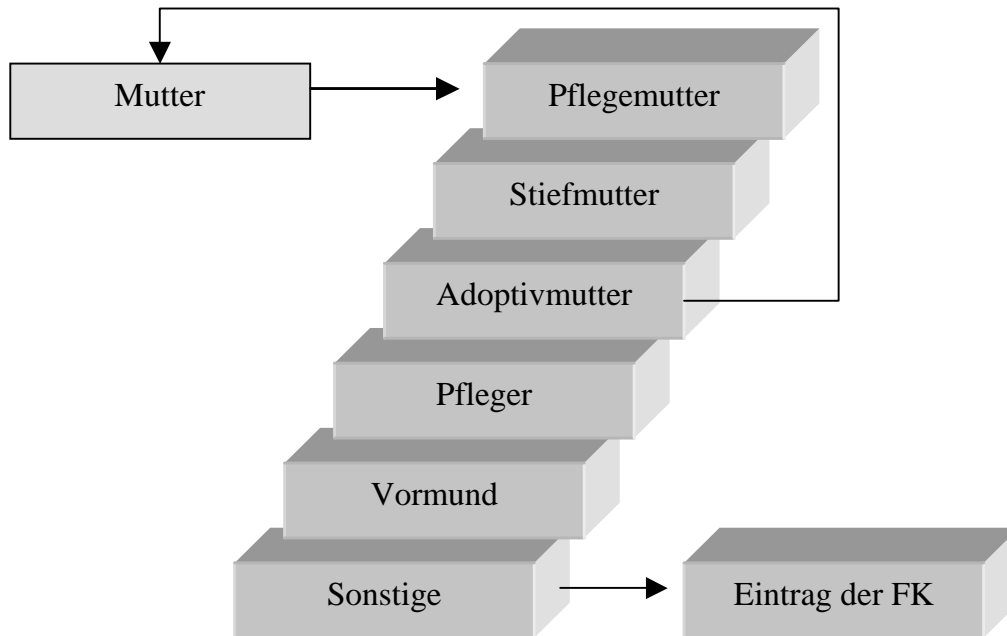 Mutter
Pflegemutter
Stiefmutter
Adoptivmutter
Pfleger
Vormund
Sonstige
Eintrag der FK